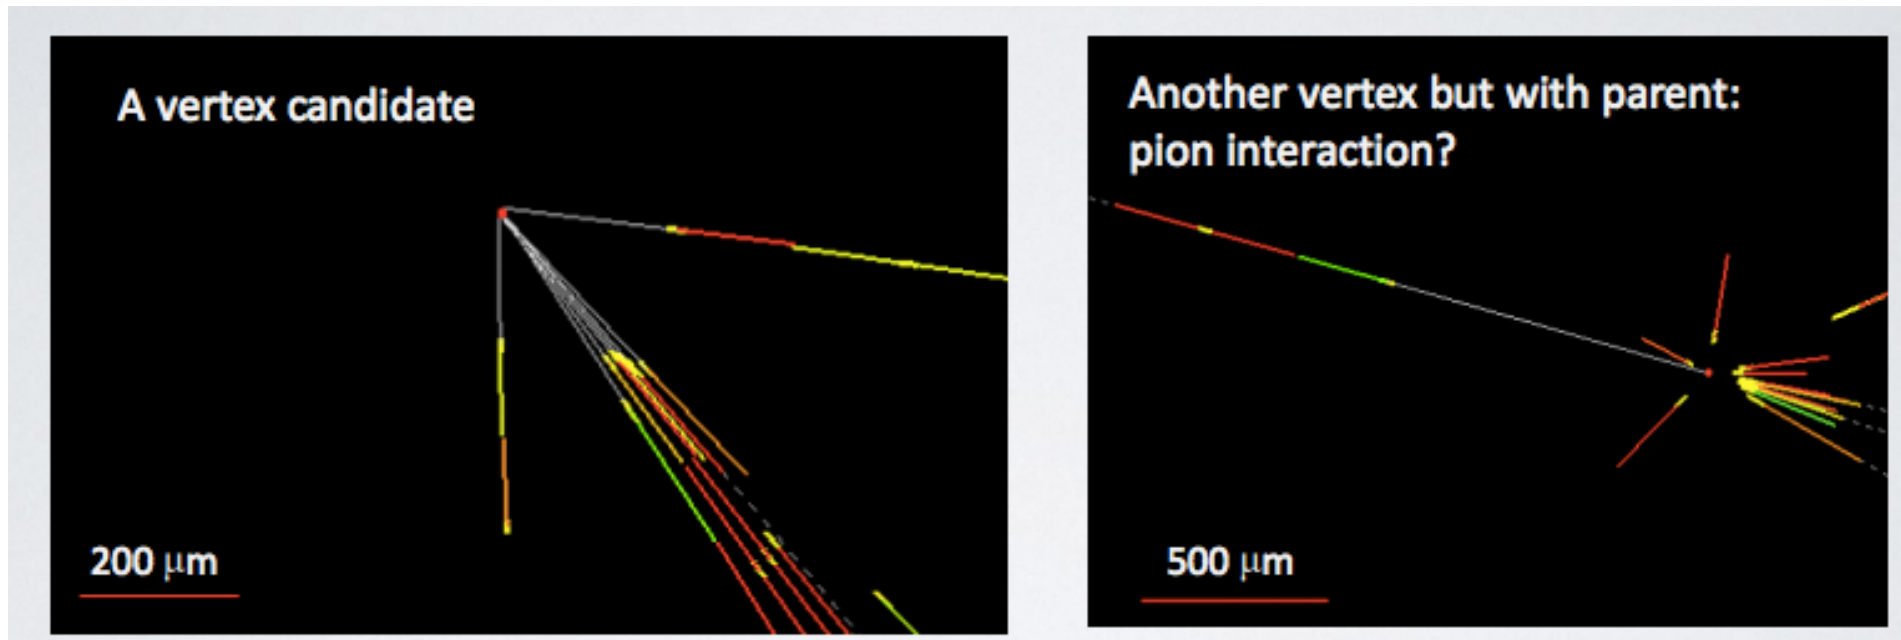 A vertex candidate
200 μm
Another vertex but with parent:
pion interaction?
500 μm